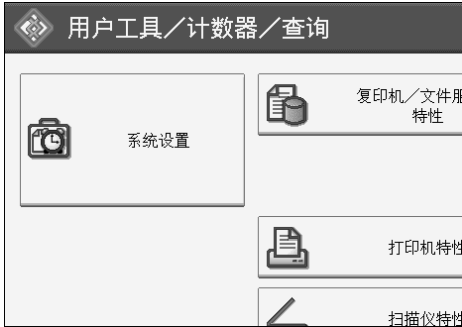 用户工具／计数器／查询
系统设置
复印机／文件服
特性
打印机特性
扫描仪特性